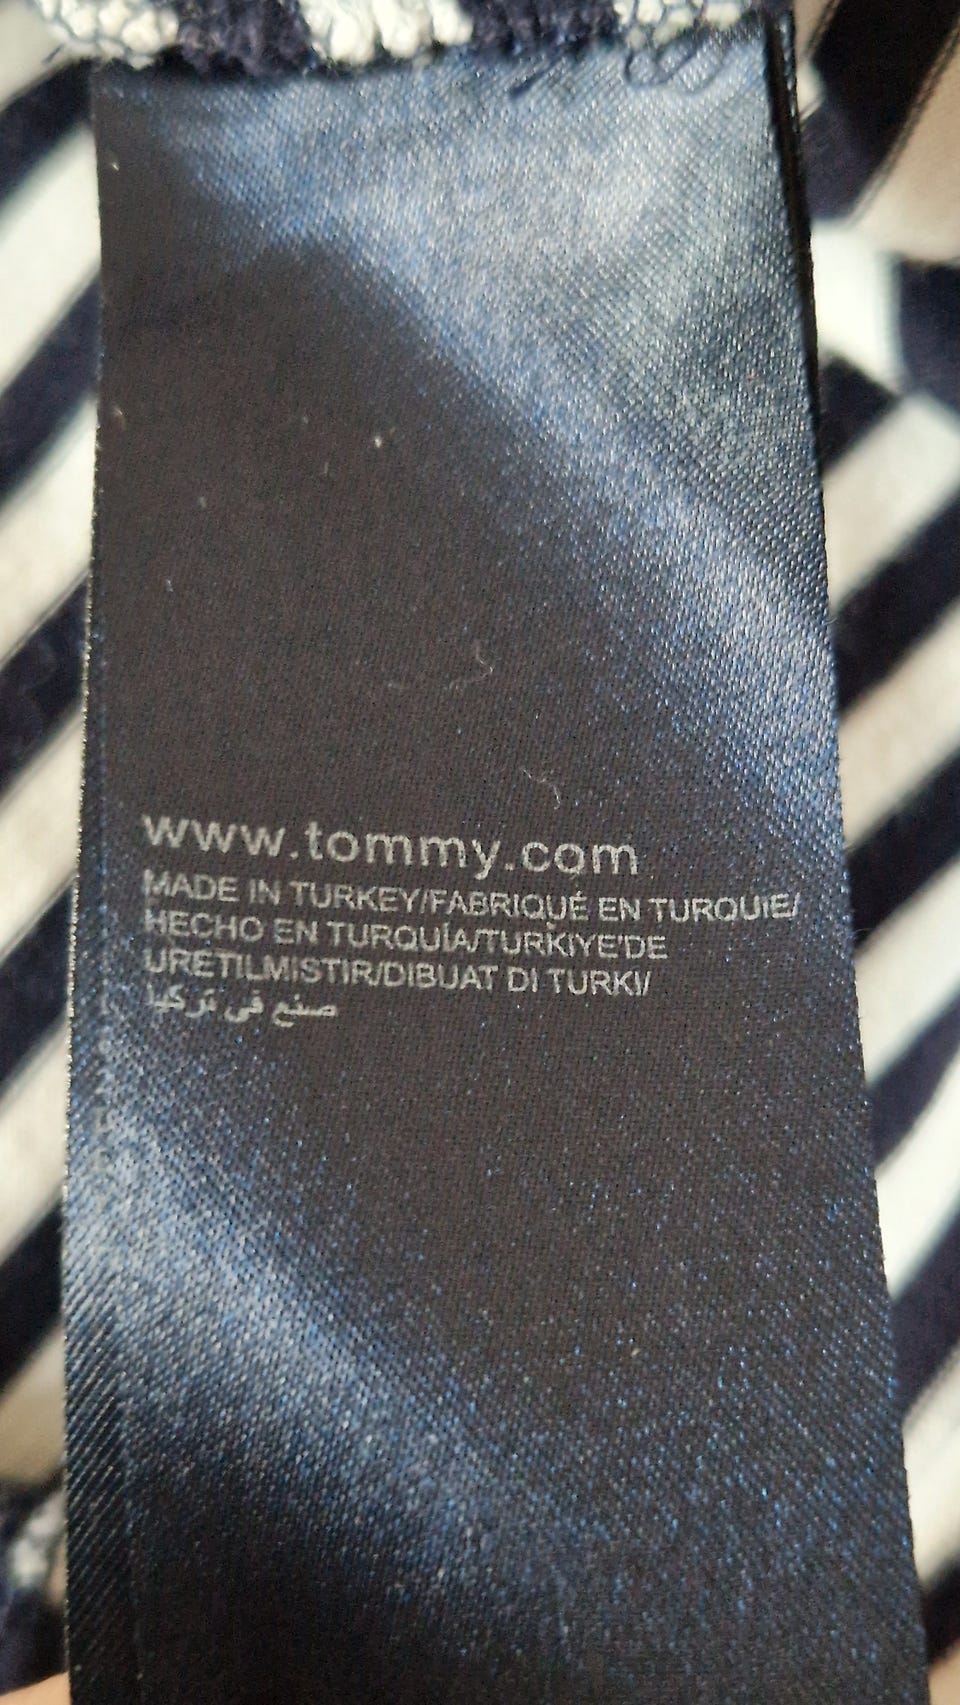 www.tommy.com
MADE IN TURKEY/FABRIQUÉ EN TURQUIE/
HECHO EN TURQUÍA/TURKIYE'DE
URETILMISTIR/DIBUAT DI TURKI/
صنع في تركيا